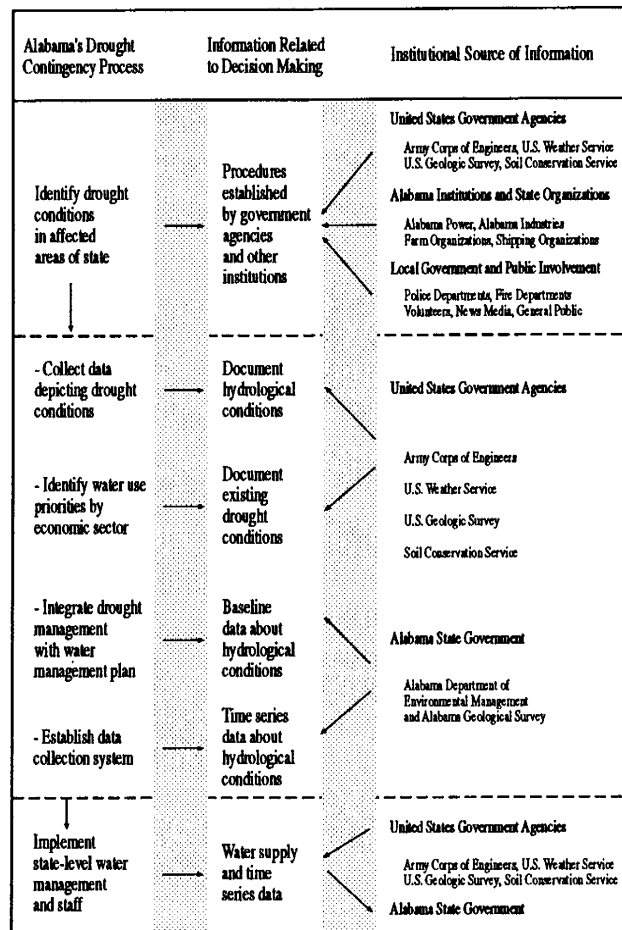 Alabama's Drought
Contingency Process
Information Related
to Decision Making
Institutional Source of Information
Identify drought
conditions
in affected
areas of state
Procedures
established
by government
agencies
and other
institutions
United States Government Agencies
Army Corps of Engineers, U.S. Weather Service
U.S. Geologic Survey, Soil Conservation Service
Alabama Institutions and State Organizations
Alabama Power, Alabama Industries
Farm Organizations, Shipping Organizations
Local Government and Public Involvement
Police Departments, Fire Departments
Volunteers, News Media, General Public
- Collect data
depicting drought
conditions
Document
hydrological
conditions
United States Government Agencies
- Identify water use
priorities by
economic sector
Document
existing
drought
conditions
Army Corps of Engineers
U.S. Weather Service
U.S. Geologic Survey
Soil Conservation Service
- Integrate drought
management
with water
management plan
Baseline
data about
hydrological
conditions
Alabama State Government
Alabama Department of
Environmental Management
and Alabama Geological Survey
- Establish data
collection system
Time series
data about
hydrological
conditions
Implement
state-level water
management
and staff
Water supply
and time
series data
United States Government Agencies
Army Corps of Engineers, U.S. Weather Service
U.S. Geologic Survey, Soil Conservation Service
Alabama State Government